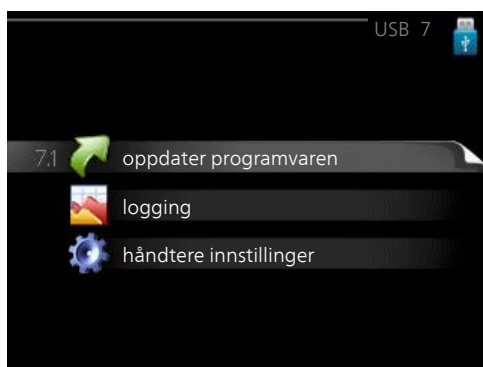 USB 7
7.1 oppdater programvaren
logging
håndtere innstillinger